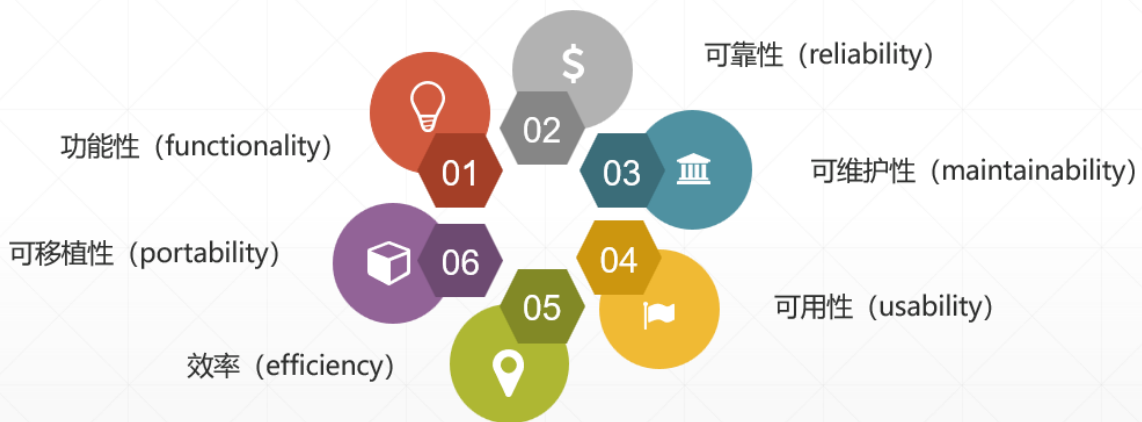 01
功能性（functionality）
02
可靠性（reliability）
03
可维护性（maintainability）
04
可用性（usability）
05
效率（efficiency）
06
可移植性（portability）